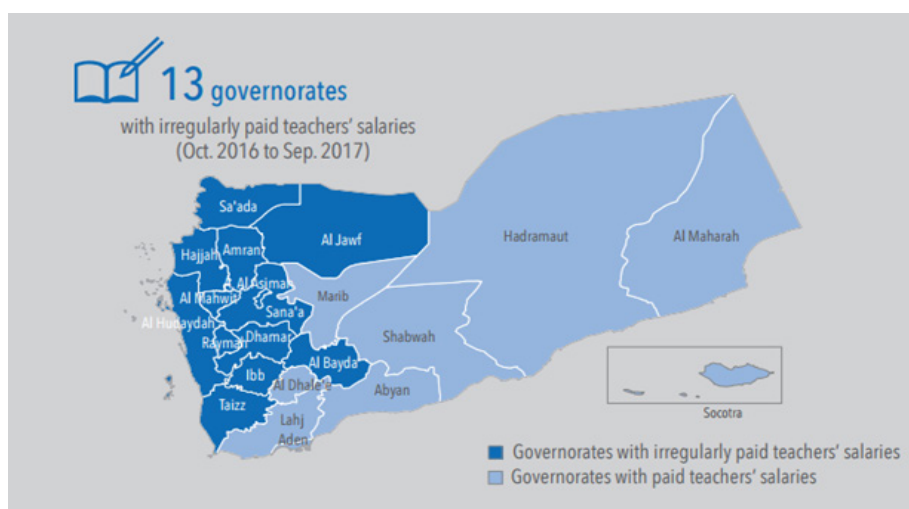 13 governorates
with irregularly paid teachers' salaries
(Oct. 2016 to Sep. 2017)
Sa'ada
Al Jawf
Hadramaut
Al Maharah
Hajjah
Amran
Al Asimah
Marib
Al Mahwit
Sana'a
Al Hudaydah
Raymah
Dhamar
Shabwah
Al Bayda
Ibb
Al Dhale'e
Abyan
Taizz
Lahj
Aden
Socotra
Governorates with irregularly paid teachers' salaries
Governorates with paid teachers' salaries